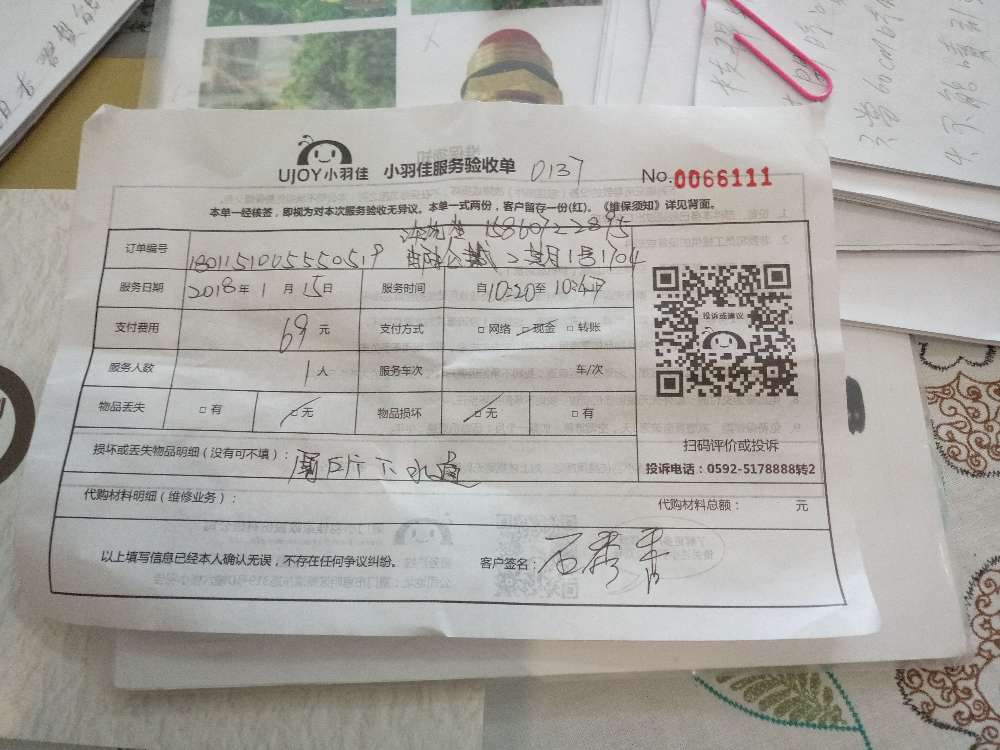 UJOY小羽佳 小羽佳服务验收单 0137 No.0066111
本单一经核签，即视为对本次服务验收无异议。本单一式两份，客户留存一份(红)。《维保须知》详见背面。
订单编号
服务日期 2018年1月15日 服务时间 自10:20至10:47
支付费用 69元 支付方式 □网络 □现金 □转账
服务人数 1人 服务车次 车/次
物品丢失 □有 □无 物品损坏 □无 □有
投诉或建议
扫码评价或投诉
投诉电话：0592-5178888转2
损坏或丢失物品明细（没有可不填）： 下水道
代购材料明细（维修业务）： 代购材料总额： 元
以上填写信息已经本人确认无误，不存在任何争议纠纷。 客户签名：